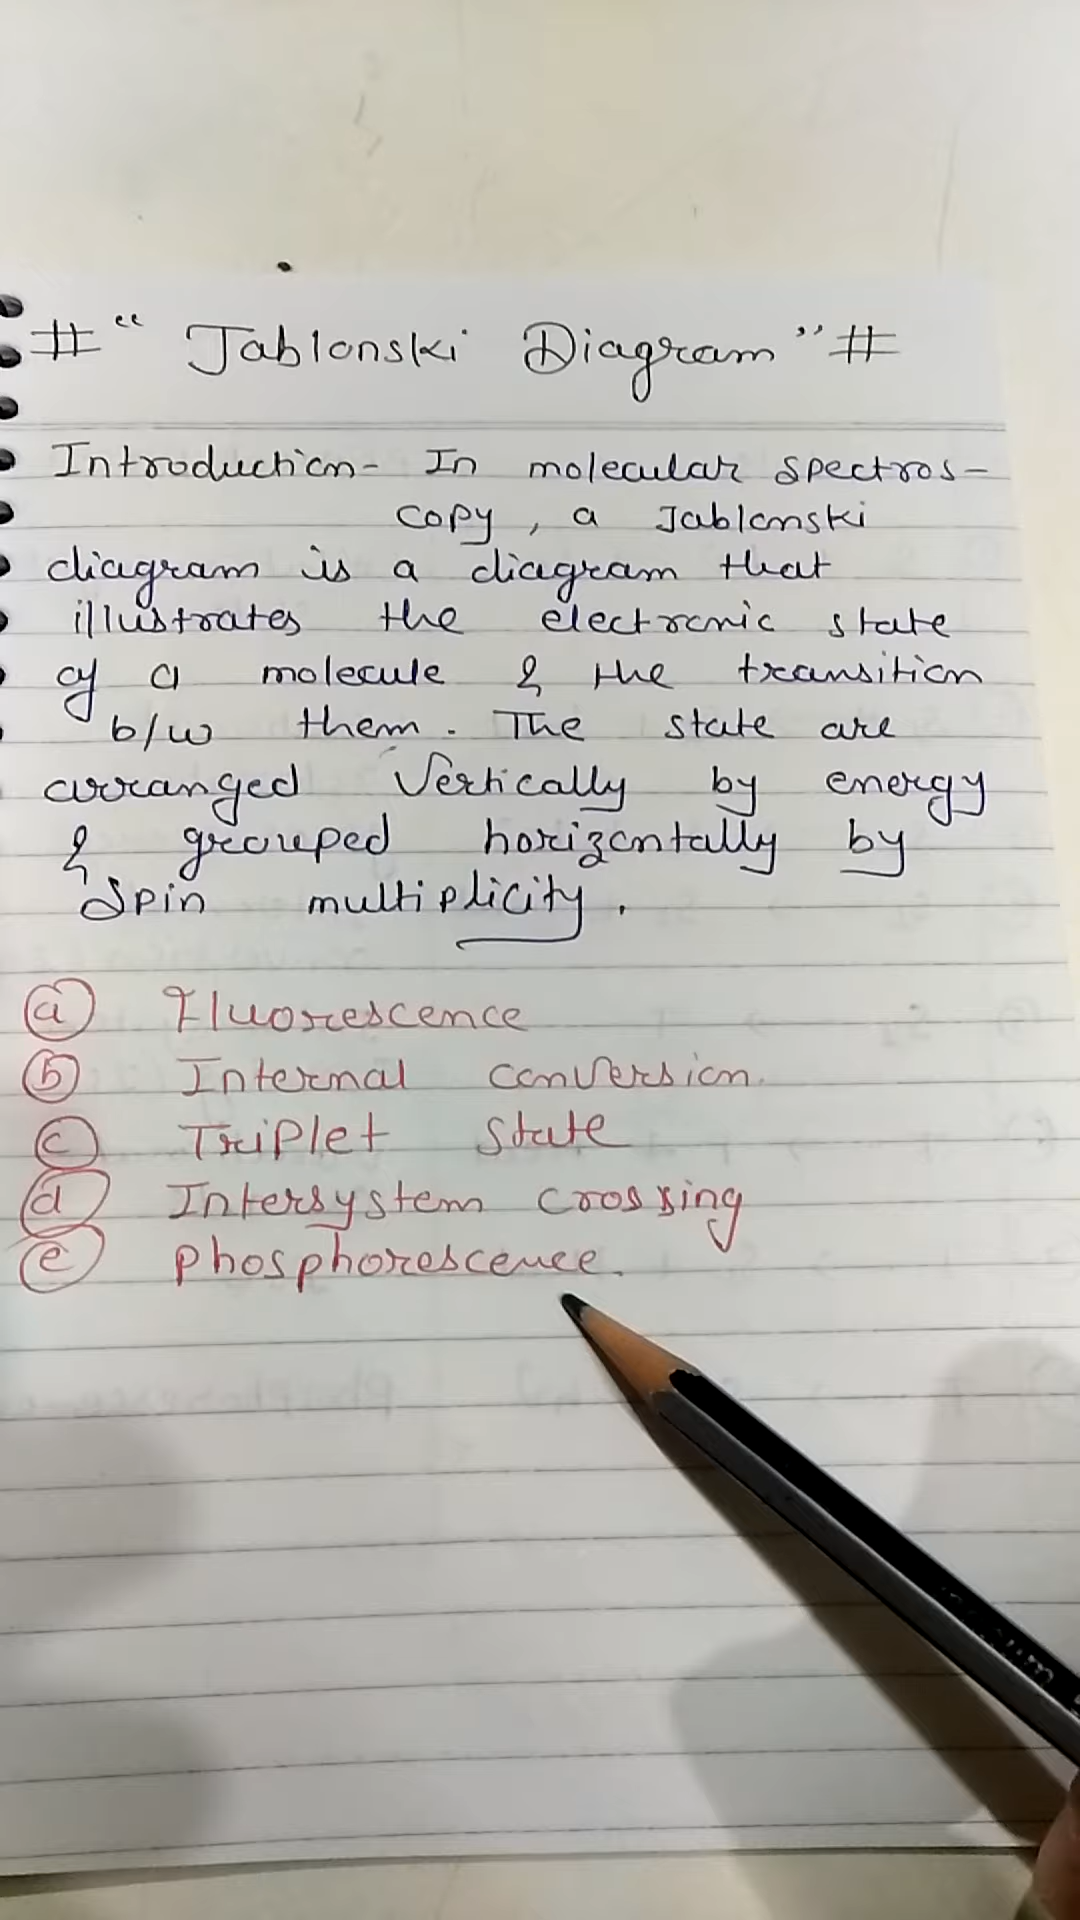 # " Jablonski Diagram " #
Introduction- In molecular spectros-
copy, a Jablonski
diagram is a diagram that
illustrates the electronic state
of a molecule & the transition
b/w them. The state are
arranged Vertically by energy
& grouped horizontally by
Spin multiplicity.
(a) Fluorescence
(b) Internal conversion.
(c) Triplet state
(d) Intersystem crossing
(e) phosphorescence.